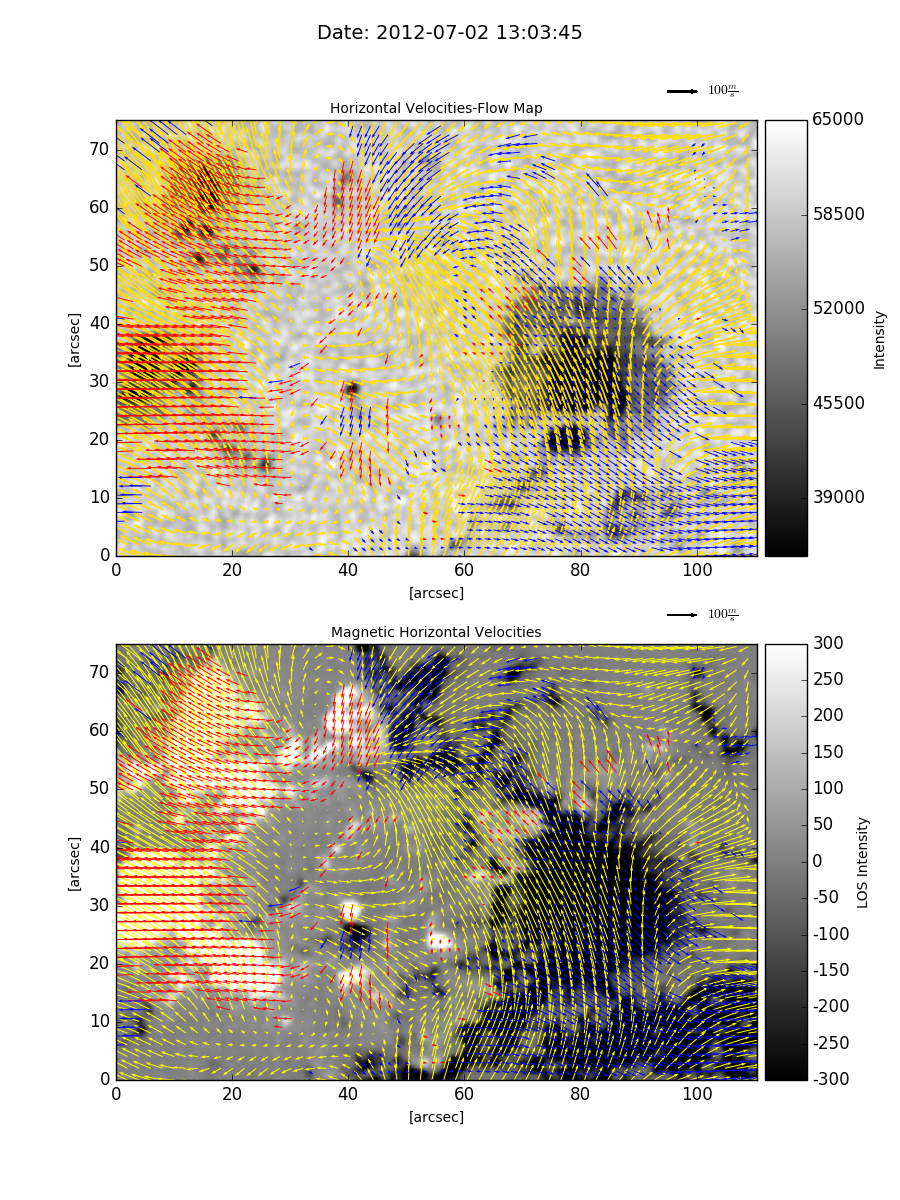 Date: 2012-07-02 13:03:45
100 m/s
Horizontal Velocities-Flow Map
70
60
50
40
30
20
10
0
[arcsec]
0 20 40 60 80 100
[arcsec]
65000
58500
52000
45500
39000
Intensity
100 m/s
Magnetic Horizontal Velocities
70
60
50
40
30
20
10
0
[arcsec]
0 20 40 60 80 100
[arcsec]
300
250
200
150
100
50
0
-50
-100
-150
-200
-250
-300
LOS Intensity